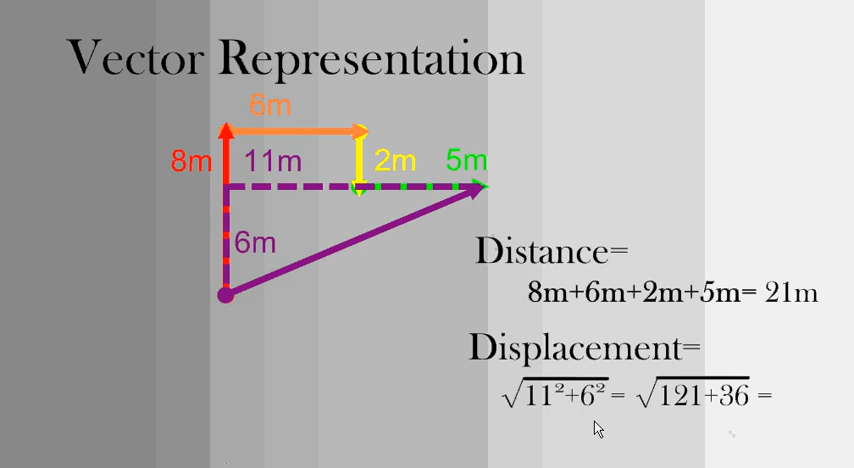 Vector Representation
6m
8m 11m 2m 5m
6m
Distance=
8m+6m+2m+5m= 21m
Displacement=
√11²+6² = √121+36 =